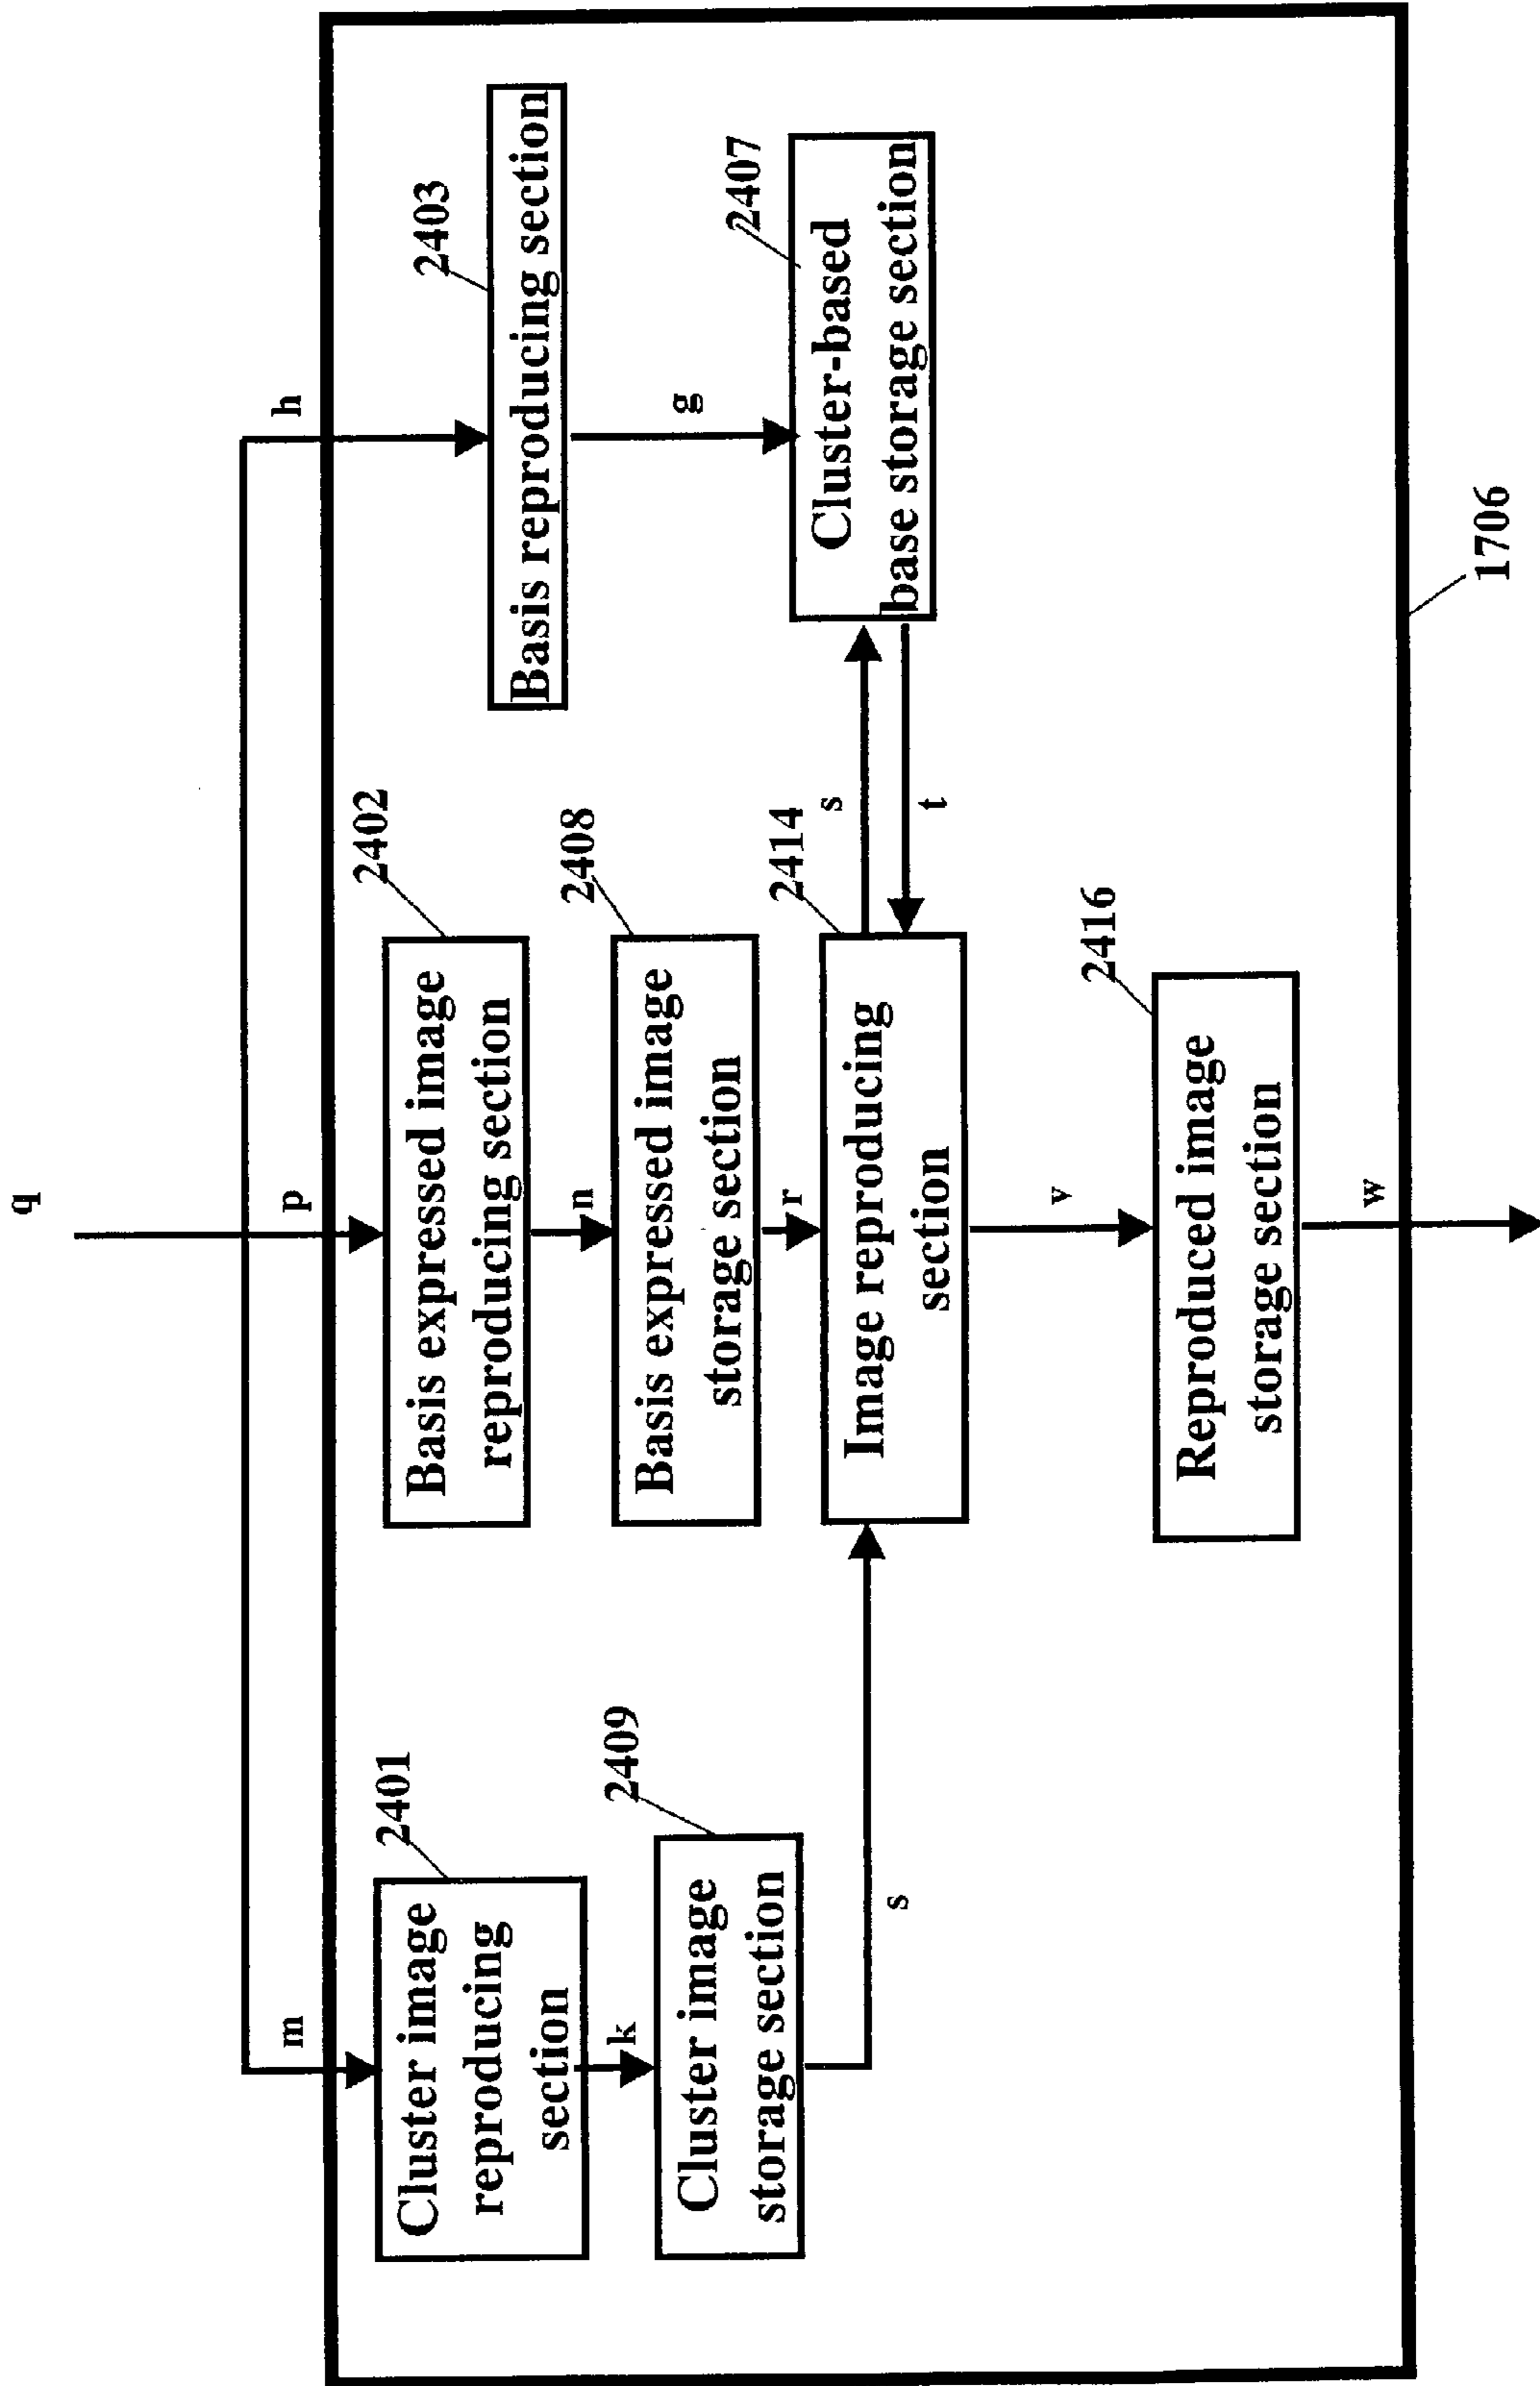 q
m
p
h
2401
2402
2403
Cluster image
reproducing
section
Basis expressed image
reproducing section
Basis reproducing section
k
n
g
2409
2408
2407
Cluster image
storage section
Basis expressed image
storage section
Cluster-based
base storage section
r
s
s
t
2414
Image reproducing
section
v
2416
Reproduced image
storage section
w
1706